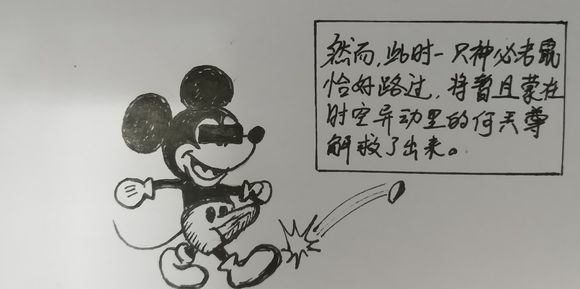 然而，此时一只神必老鼠
恰好路过，将暂且蒙在
时空异动里的何天尊
解救了出来。